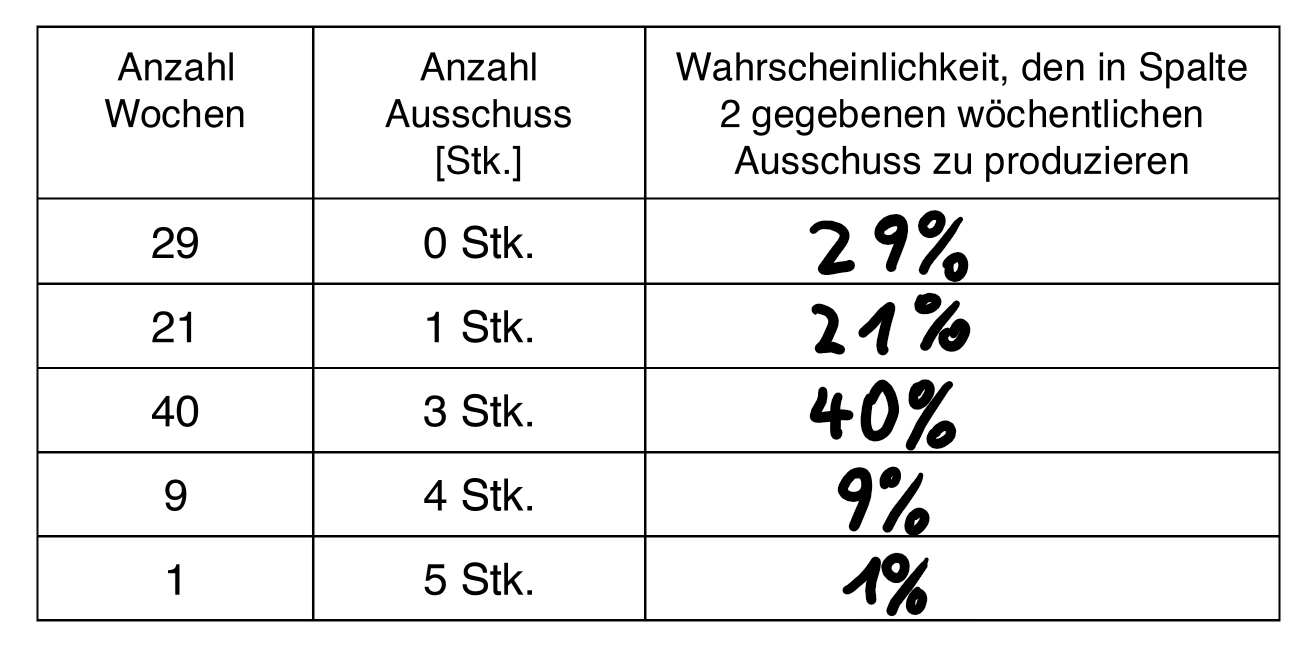 Anzahl Wochen | Anzahl Ausschuss [Stk.] | Wahrscheinlichkeit, den in Spalte 2 gegebenen wöchentlichen Ausschuss zu produzieren
29 | 0 Stk. | 29%
21 | 1 Stk. | 21%
40 | 3 Stk. | 40%
9 | 4 Stk. | 9%
1 | 5 Stk. | 1%